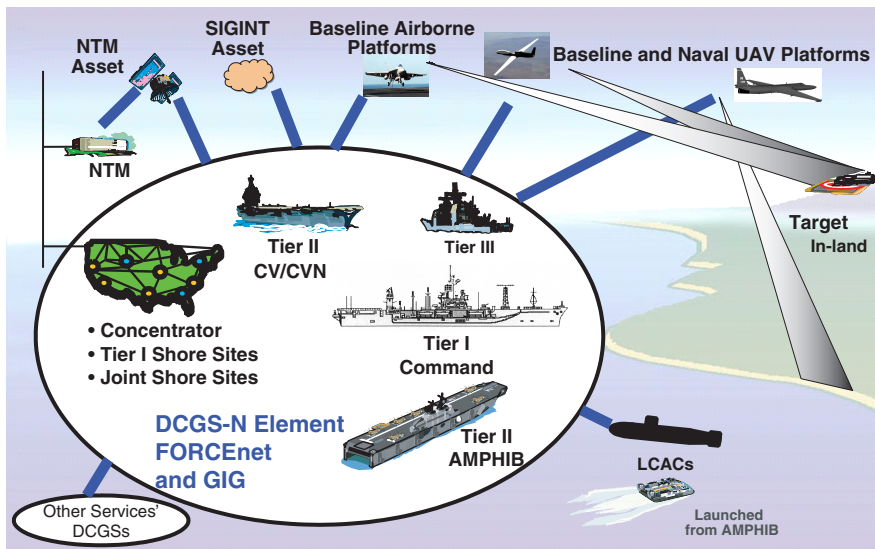 NTM
Asset
SIGINT
Asset
Baseline Airborne
Platforms
Baseline and Naval UAV Platforms
NTM
Target
In-land
Tier II
CV/CVN
Tier III
• Concentrator
• Tier I Shore Sites
• Joint Shore Sites
Tier I
Command
DCGS-N Element
FORCEnet
and GIG
Tier II
AMPHIB
LCACs
Launched
from AMPHIB
Other Services'
DCGSs